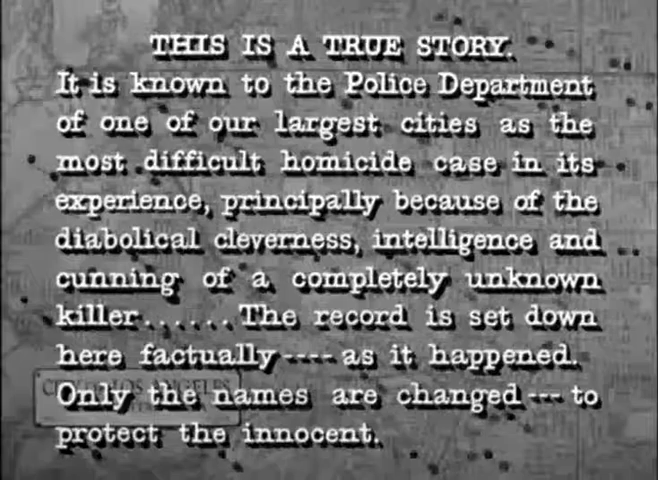 THIS IS A TRUE STORY.
It is known to the Police Department
of one of our largest cities as the
most difficult homicide case in its
experience, principally because of the
diabolical cleverness, intelligence and
cunning of a completely unknown
killer......The record is set down
here factually----as it happened.
Only the names are changed---to
protect the innocent.
LOS ANGELES